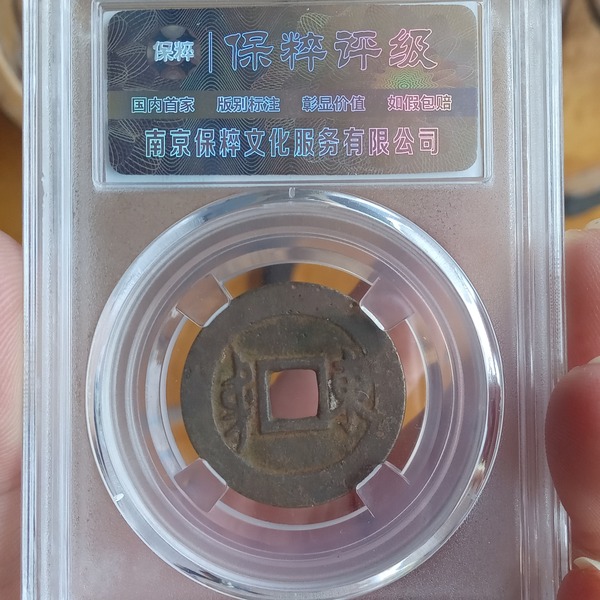 保粹 | 保粹评级
国内首家 版别标注 彰显价值 如假包赔
南京保粹文化服务有限公司